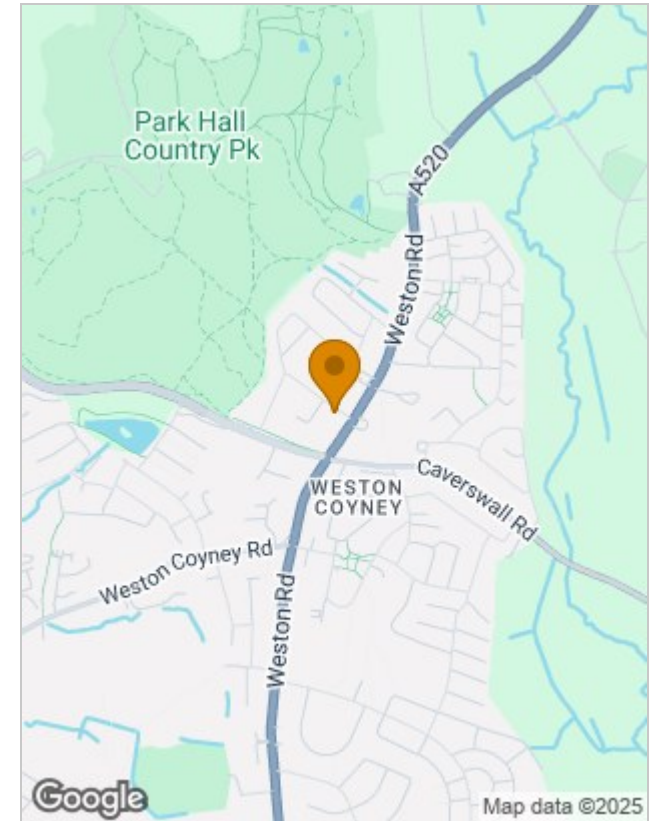 Park Hall
Country Pk
A520
Weston Rd
WESTON
COYNEY
Caverswall Rd
Weston Coyney Rd
Weston Rd
Google
Map data ©2025